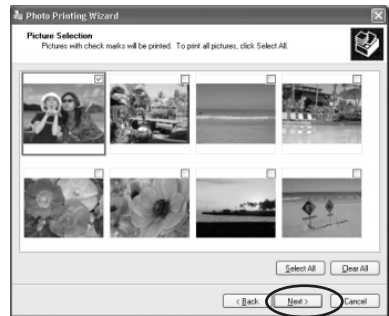 Photo Printing Wizard
Picture Selection
Pictures with check marks will be printed. To print all pictures, click Select All.
Select All
Clear All
< Back
Next >
Cancel